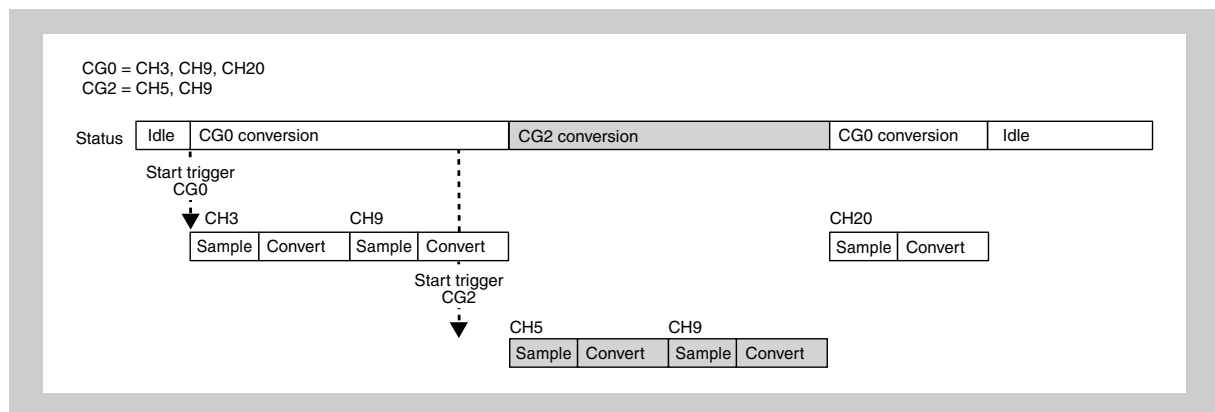 CG0 = CH3, CH9, CH20
CG2 = CH5, CH9
Status Idle CG0 conversion CG2 conversion CG0 conversion Idle
Start trigger
CG0
CH3 CH9 CH20
Sample Convert Sample Convert Sample Convert
Start trigger
CG2
CH5 CH9
Sample Convert Sample Convert